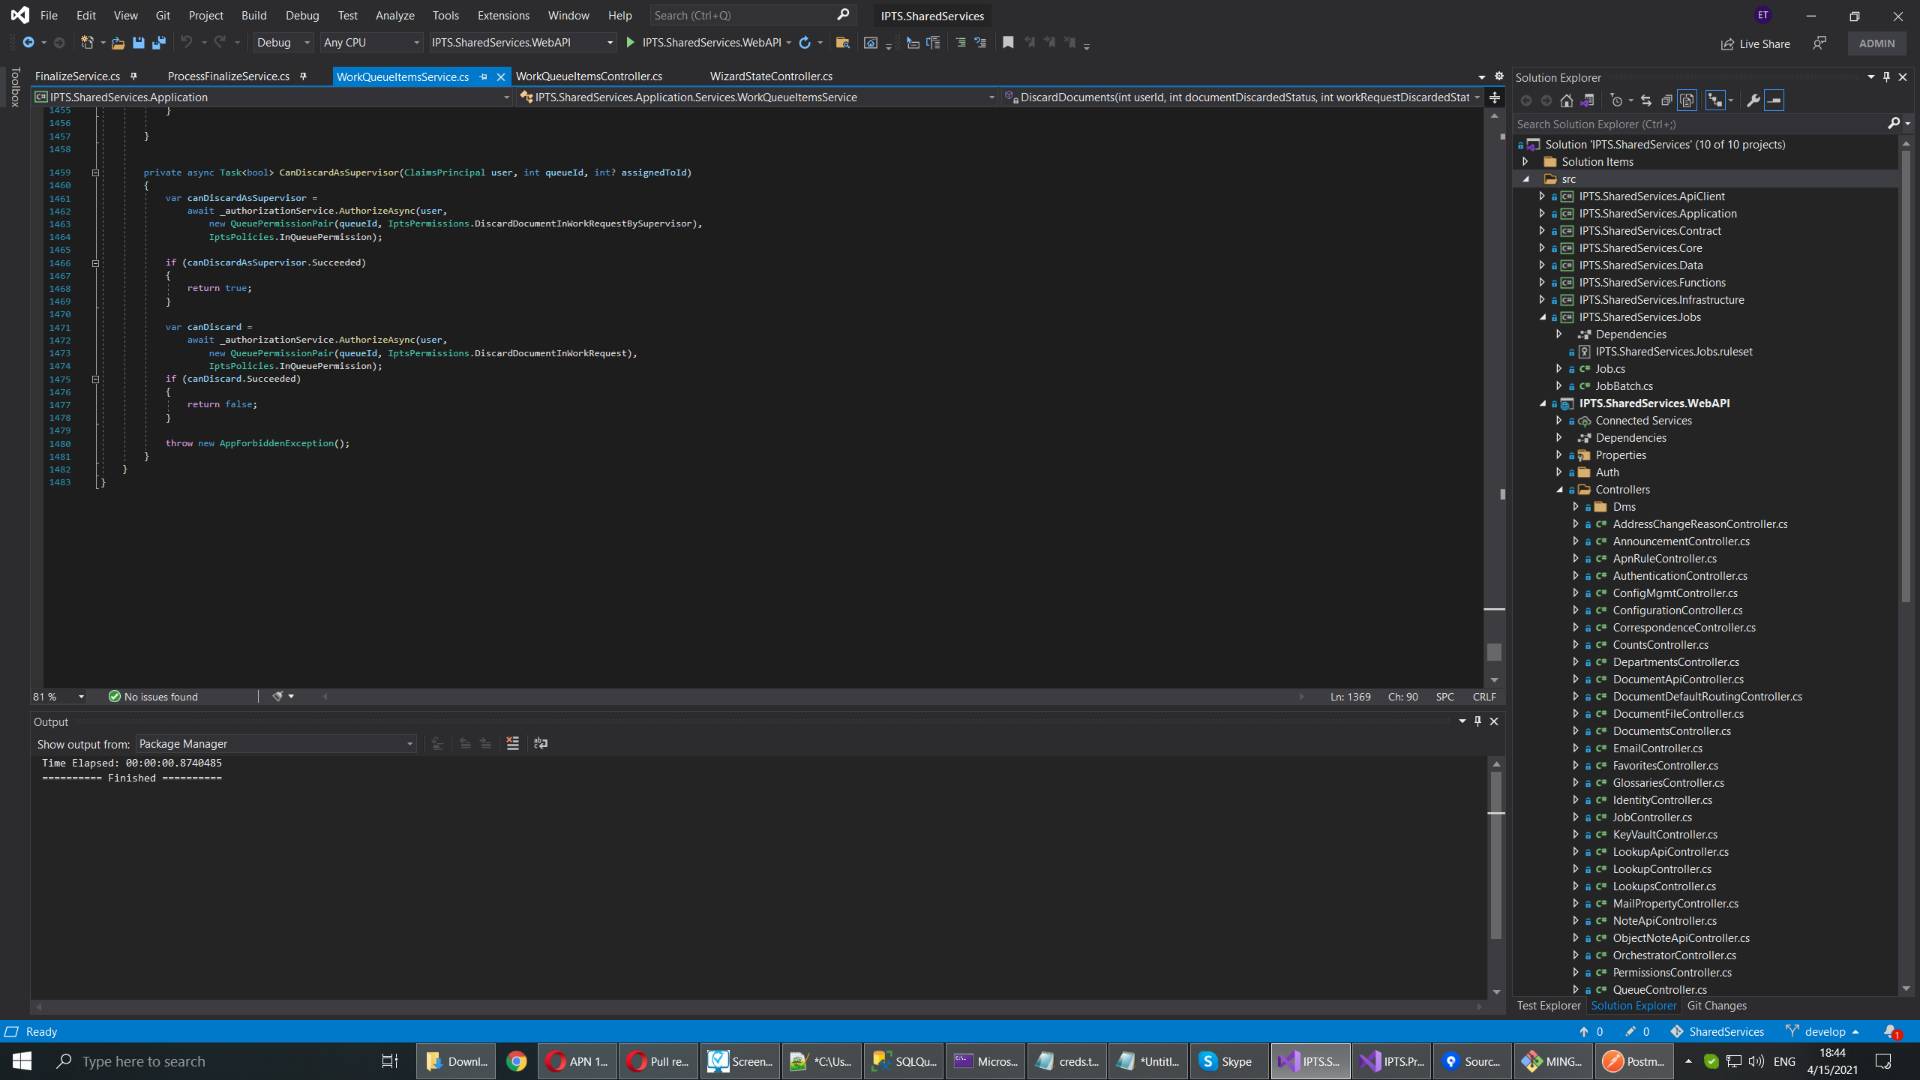 File Edit View Git Project Build Debug Test Analyze Tools Extensions Window Help Search (Ctrl+Q) IPTS.SharedServices ET
Debug Any CPU IPTS.SharedServices.WebAPI IPTS.SharedServices.WebAPI Live Share ADMIN
Toolbox
FinalizeService.cs ProcessFinalizeService.cs WorkQueueItemsService.cs WorkQueueItemsController.cs WizardStateController.cs
IPTS.SharedServices.Application IPTS.SharedServices.Application.Services.WorkQueueItemsService DiscardDocuments(int userId, int documentDiscardedStatus, int workRequestDiscardedStat
1455 }
1456
1457 }
1458
1459 private async Task<bool> CanDiscardAsSupervisor(ClaimsPrincipal user, int queueId, int? assignedToId)
1460 {
1461 var canDiscardAsSupervisor =
1462 await _authorizationService.AuthorizeAsync(user,
1463 new QueuePermissionPair(queueId, IptsPermissions.DiscardDocumentInWorkRequestBySupervisor),
1464 IptsPolicies.InQueuePermission);
1465
1466 if (canDiscardAsSupervisor.Succeeded)
1467 {
1468 return true;
1469 }
1470
1471 var canDiscard =
1472 await _authorizationService.AuthorizeAsync(user,
1473 new QueuePermissionPair(queueId, IptsPermissions.DiscardDocumentInWorkRequest),
1474 IptsPolicies.InQueuePermission);
1475 if (canDiscard.Succeeded)
1476 {
1477 return false;
1478 }
1479
1480 throw new AppForbiddenException();
1481 }
1482 }
1483 }
81 % No issues found Ln: 1369 Ch: 90 SPC CRLF
Output
Show output from: Package Manager
Time Elapsed: 00:00:00.8740485
========== Finished ==========
Solution Explorer
Search Solution Explorer (Ctrl+;)
Solution 'IPTS.SharedServices' (10 of 10 projects)
Solution Items
src
IPTS.SharedServices.ApiClient
IPTS.SharedServices.Application
IPTS.SharedServices.Contract
IPTS.SharedServices.Core
IPTS.SharedServices.Data
IPTS.SharedServices.Functions
IPTS.SharedServices.Infrastructure
IPTS.SharedServices.Jobs
Dependencies
IPTS.SharedServices.Jobs.ruleset
C# Job.cs
C# JobBatch.cs
IPTS.SharedServices.WebAPI
Connected Services
Dependencies
Properties
Auth
Controllers
Dms
C# AddressChangeReasonController.cs
C# AnnouncementController.cs
C# ApnRuleController.cs
C# AuthenticationController.cs
C# ConfigMgmtController.cs
C# ConfigurationController.cs
C# CorrespondenceController.cs
C# CountsController.cs
C# DepartmentsController.cs
C# DocumentApiController.cs
C# DocumentDefaultRoutingController.cs
C# DocumentFileController.cs
C# DocumentsController.cs
C# EmailController.cs
C# FavoritesController.cs
C# GlossariesController.cs
C# IdentityController.cs
C# JobController.cs
C# KeyVaultController.cs
C# LookupApiController.cs
C# LookupController.cs
C# LookupsController.cs
C# MailPropertyController.cs
C# NoteApiController.cs
C# ObjectNoteApiController.cs
C# OrchestratorController.cs
C# PermissionsController.cs
C# QueueController.cs
Test Explorer Solution Explorer Git Changes
Ready 0 0 SharedServices develop 1
Type here to search Downl... APN 1... Pull re... Screen... *C:\Us... SQLQu... Micros... creds.t... *Untitl... Skype IPTS.S... IPTS.Pr... Sourc... MING... Postm... ENG 18:44
4/15/2021